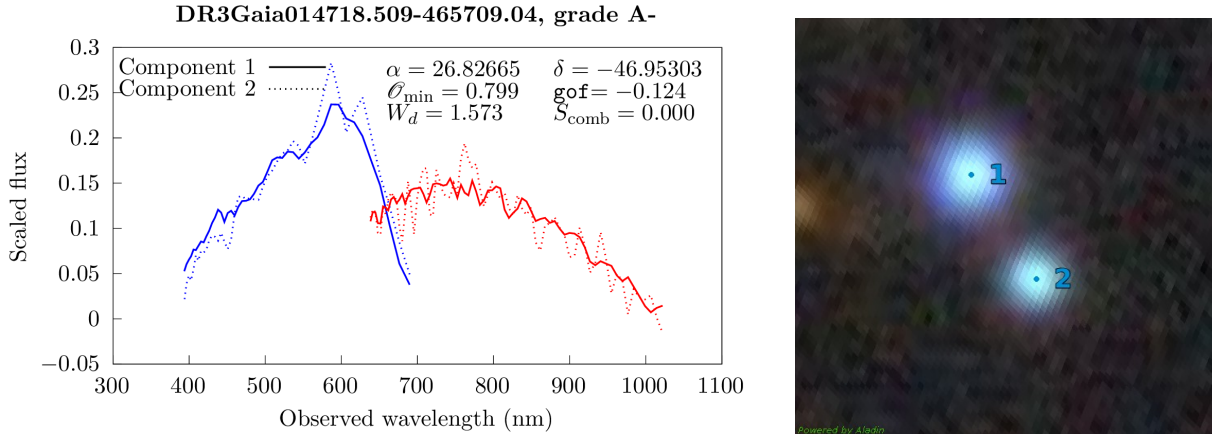 DR3Gaia014718.509-465709.04, grade A-
Component 1
Component 2
α = 26.82665 δ = −46.95303
𝒪min = 0.799 gof= −0.124
Wd = 1.573 Scomb = 0.000
Scaled flux
0.3
0.25
0.2
0.15
0.1
0.05
0
−0.05
300 400 500 600 700 800 900 1000 1100
Observed wavelength (nm)
1
2
Powered by Aladin